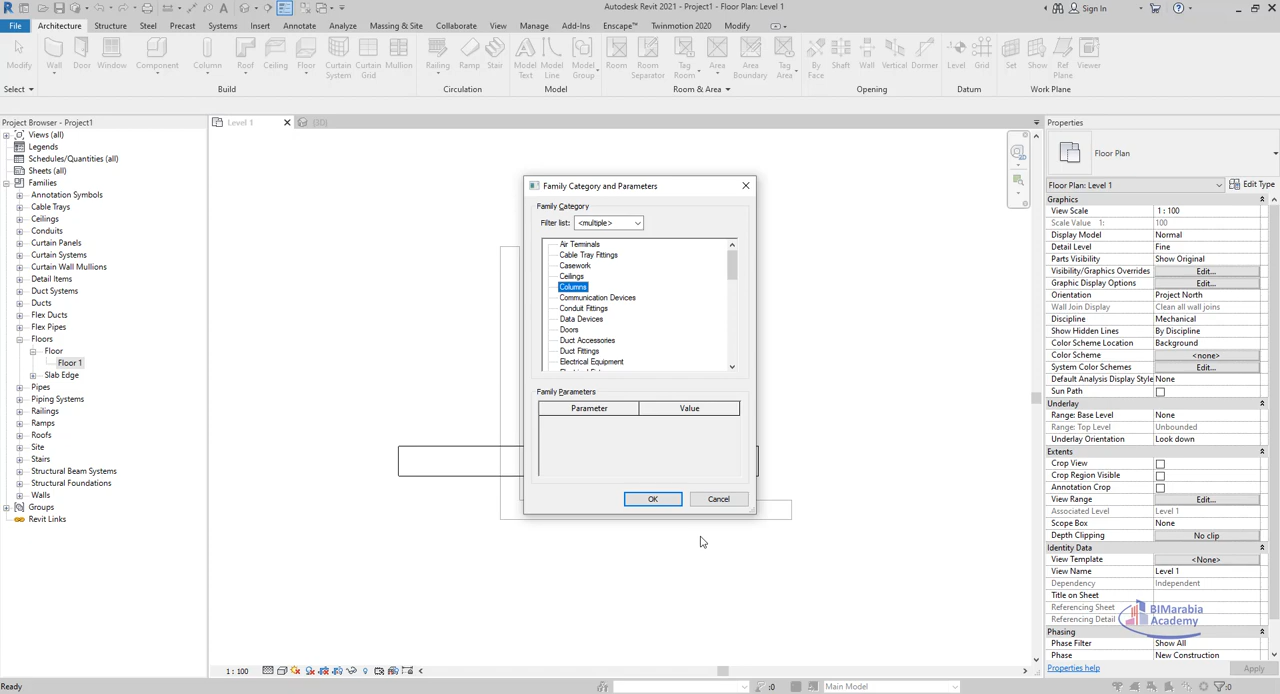 Autodesk Revit 2021 - Project1 - Floor Plan: Level 1
Sign In
File Architecture Structure Steel Precast Systems Insert Annotate Analyze Massing & Site Collaborate View Manage Add-Ins Enscape™ Twinmotion 2020 Modify
Modify Wall Door Window Component Column Roof Ceiling Floor Curtain System Curtain Grid Mullion Railing Ramp Stair Model Text Model Line Model Group Room Room Separator Tag Room Area Area Boundary Tag Area By Face Shaft Wall Vertical Dormer Level Grid Set Show Ref Plane Viewer
Select Build Circulation Model Room & Area Opening Datum Work Plane
Project Browser - Project1
Views (all)
Legends
Schedules/Quantities (all)
Sheets (all)
Families
Annotation Symbols
Cable Trays
Ceilings
Conduits
Curtain Panels
Curtain Systems
Curtain Wall Mullions
Detail Items
Duct Systems
Ducts
Flex Ducts
Flex Pipes
Floors
Floor
Floor 1
Slab Edge
Pipes
Piping Systems
Railings
Ramps
Roofs
Site
Stairs
Structural Beam Systems
Structural Foundations
Walls
Groups
Revit Links
Level 1
{3D}
Family Category and Parameters
Family Category
Filter list: <multiple>
Air Terminals
Cable Tray Fittings
Casework
Ceilings
Columns
Communication Devices
Conduit Fittings
Data Devices
Doors
Duct Accessories
Duct Fittings
Electrical Equipment
Family Parameters
Parameter Value
OK Cancel
Properties
Floor Plan
Floor Plan: Level 1 Edit Type
Graphics
View Scale 1 : 100
Scale Value 1: 100
Display Model Normal
Detail Level Fine
Parts Visibility Show Original
Visibility/Graphics Overrides Edit...
Graphic Display Options Edit...
Orientation Project North
Wall Join Display Clean all wall joins
Discipline Mechanical
Show Hidden Lines By Discipline
Color Scheme Location Background
Color Scheme <none>
System Color Schemes Edit...
Default Analysis Display Style None
Sun Path
Underlay
Range: Base Level None
Range: Top Level Unbounded
Underlay Orientation Look down
Extents
Crop View
Crop Region Visible
Annotation Crop
View Range Edit...
Associated Level Level 1
Scope Box None
Depth Clipping No clip
Identity Data
View Template <None>
View Name Level 1
Dependency Independent
Title on Sheet
Referencing Sheet
Referencing Detail
Phasing
Phase Filter Show All
Phase New Construction
Properties help Apply
BIMarabia
Academy
1 : 100
Ready
:0
Main Model
:0